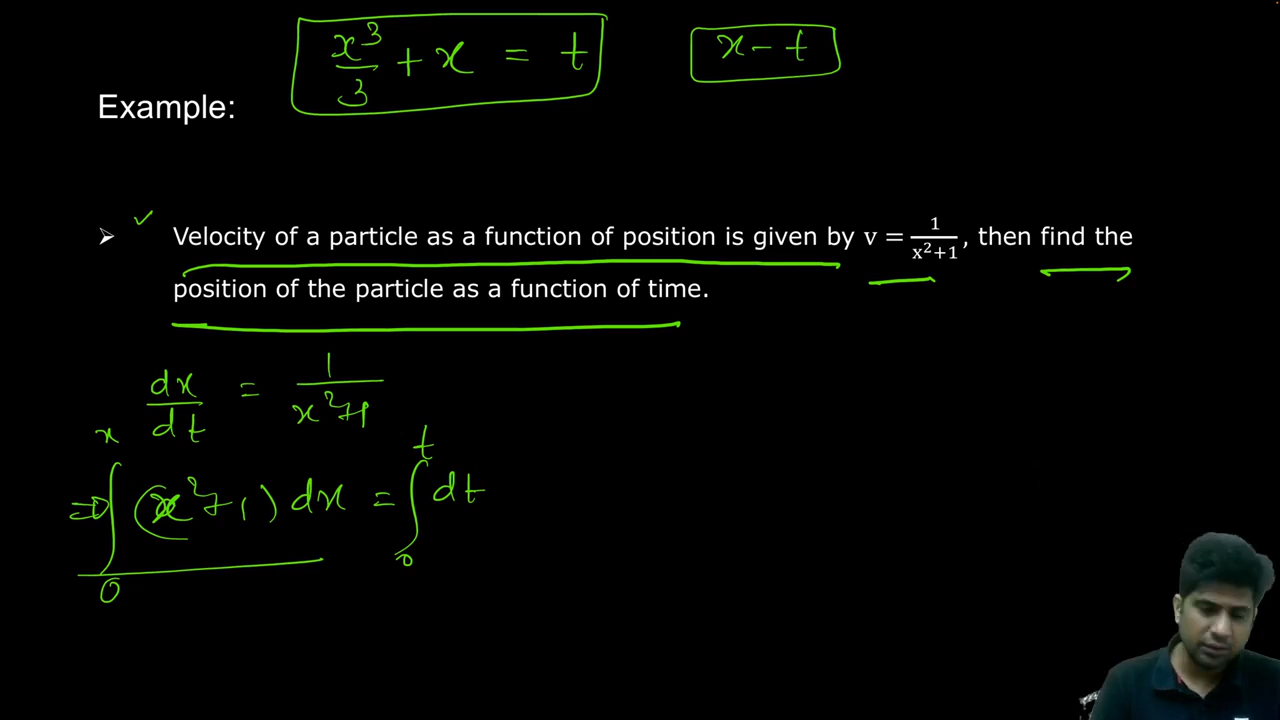 x³/3 + x = t
x - t
Example:
➢ ✓ Velocity of a particle as a function of position is given by v = 1/(x²+1), then find the
position of the particle as a function of time.
dx/dt = 1/(x²+1)
⇒ ∫₀ˣ (x²+1) dx = ∫₀ᵗ dt